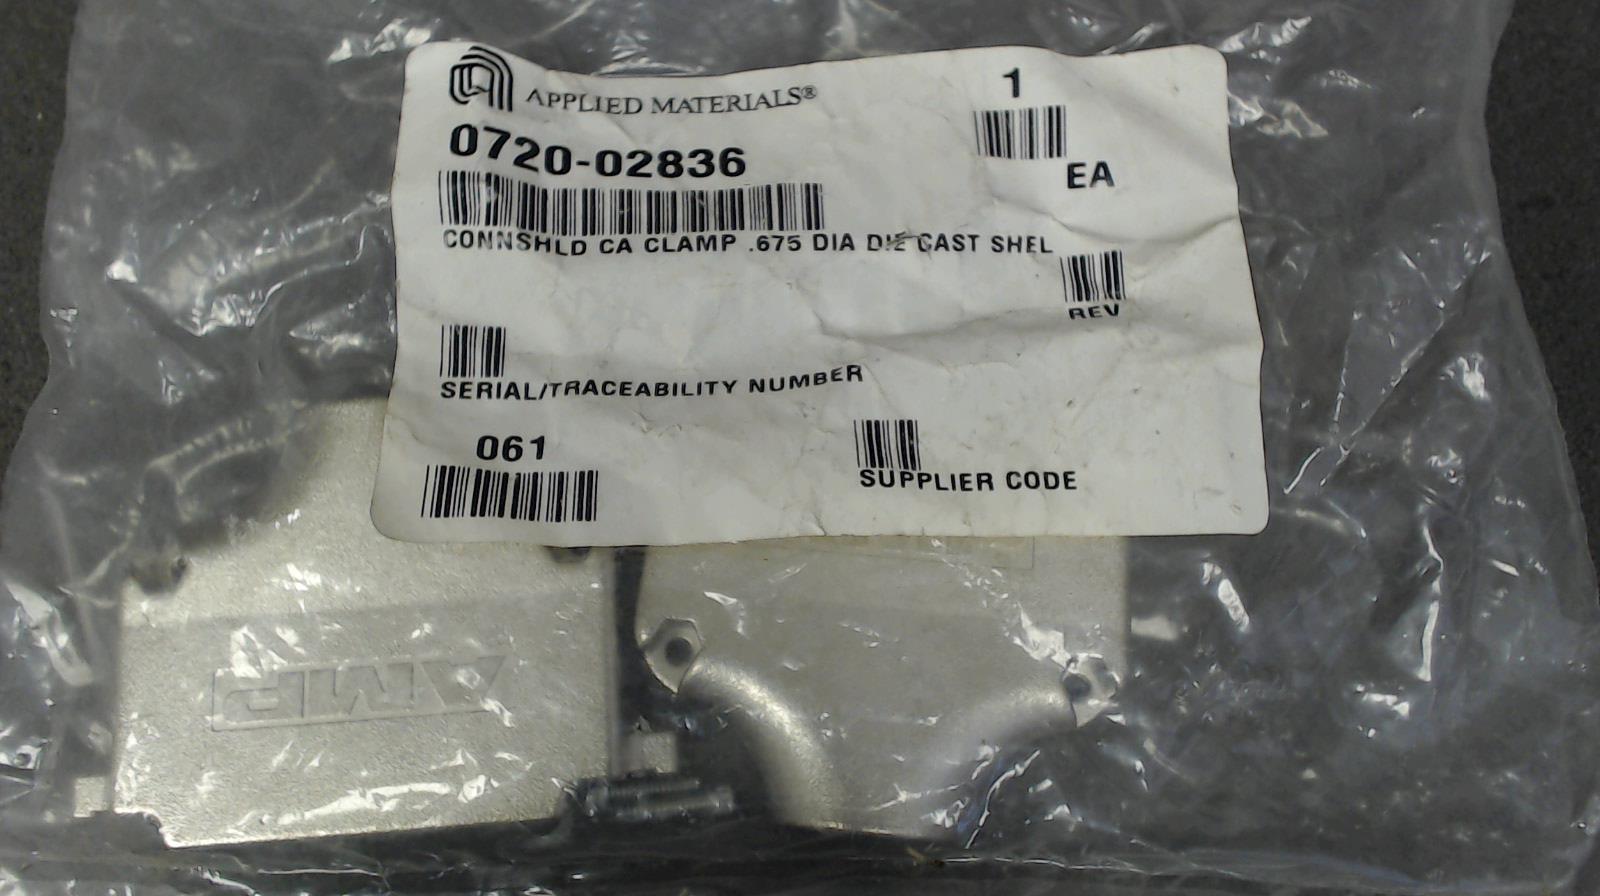 APPLIED MATERIALS®
1
0720-02836
EA
CONNSHLD CA CLAMP .675 DIA DIE CAST SHEL
REV
SERIAL/TRACEABILITY NUMBER
061
SUPPLIER CODE
AMP